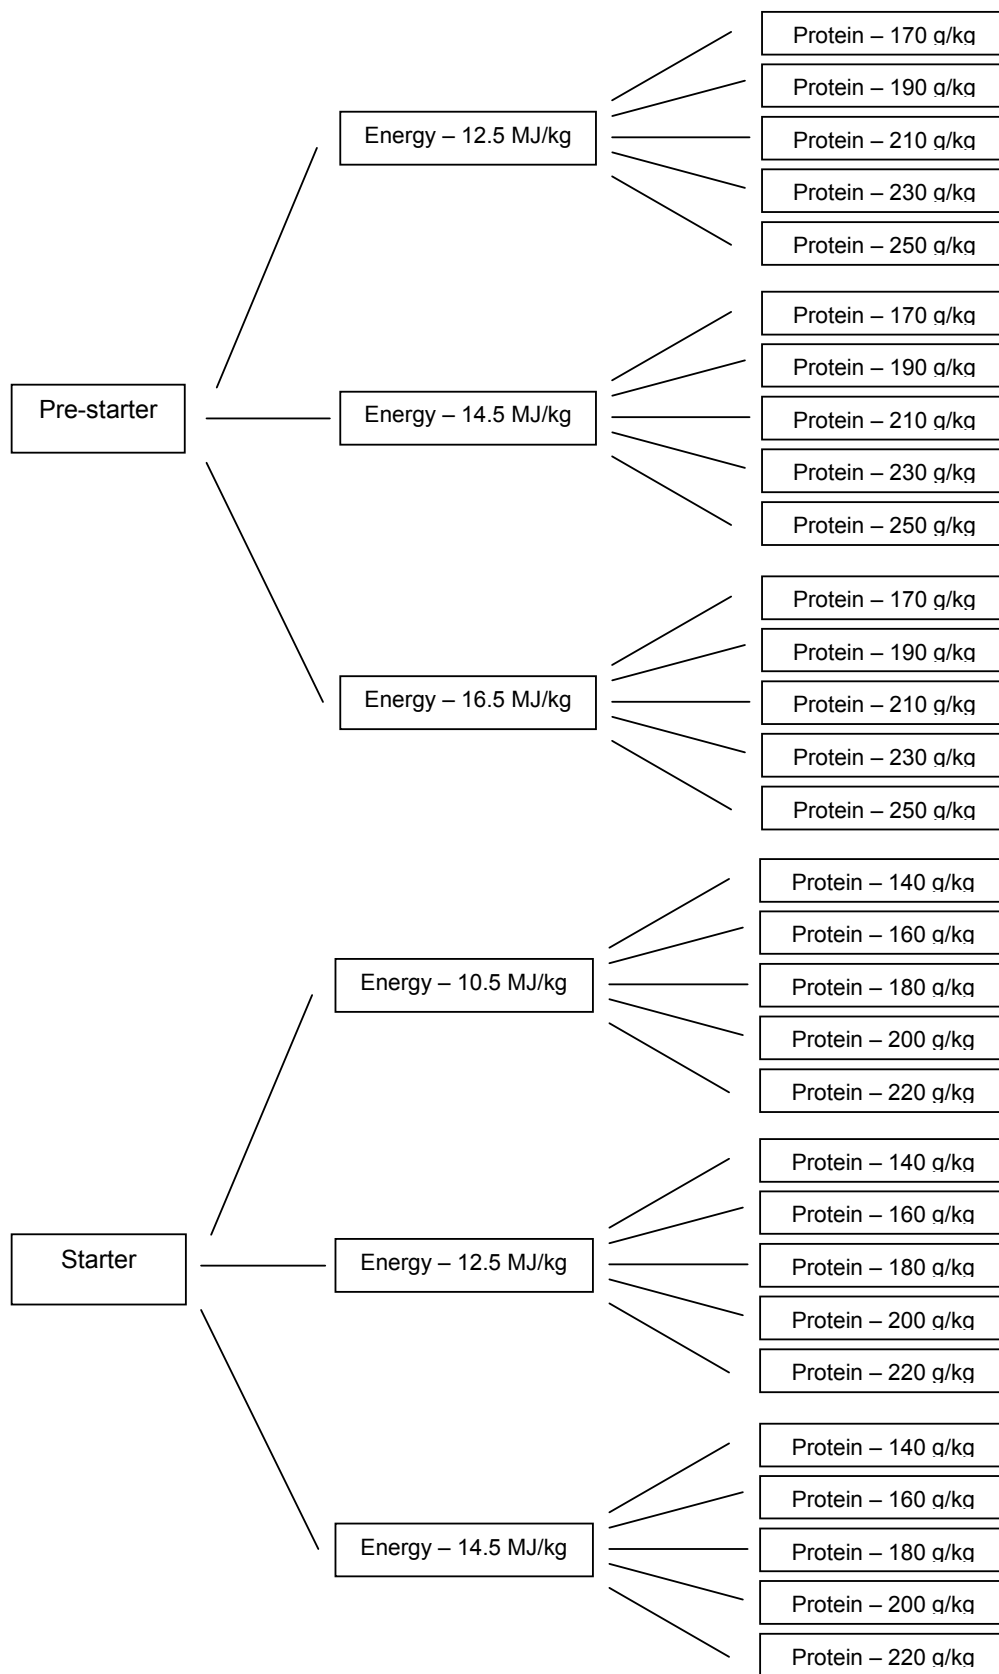 Pre-starter
Energy – 12.5 MJ/kg
Protein – 170 g/kg
Protein – 190 g/kg
Protein – 210 g/kg
Protein – 230 g/kg
Protein – 250 g/kg
Energy – 14.5 MJ/kg
Protein – 170 g/kg
Protein – 190 g/kg
Protein – 210 g/kg
Protein – 230 g/kg
Protein – 250 g/kg
Energy – 16.5 MJ/kg
Protein – 170 g/kg
Protein – 190 g/kg
Protein – 210 g/kg
Protein – 230 g/kg
Protein – 250 g/kg
Starter
Energy – 10.5 MJ/kg
Protein – 140 g/kg
Protein – 160 g/kg
Protein – 180 g/kg
Protein – 200 g/kg
Protein – 220 g/kg
Energy – 12.5 MJ/kg
Protein – 140 g/kg
Protein – 160 g/kg
Protein – 180 g/kg
Protein – 200 g/kg
Protein – 220 g/kg
Energy – 14.5 MJ/kg
Protein – 140 g/kg
Protein – 160 g/kg
Protein – 180 g/kg
Protein – 200 g/kg
Protein – 220 g/kg